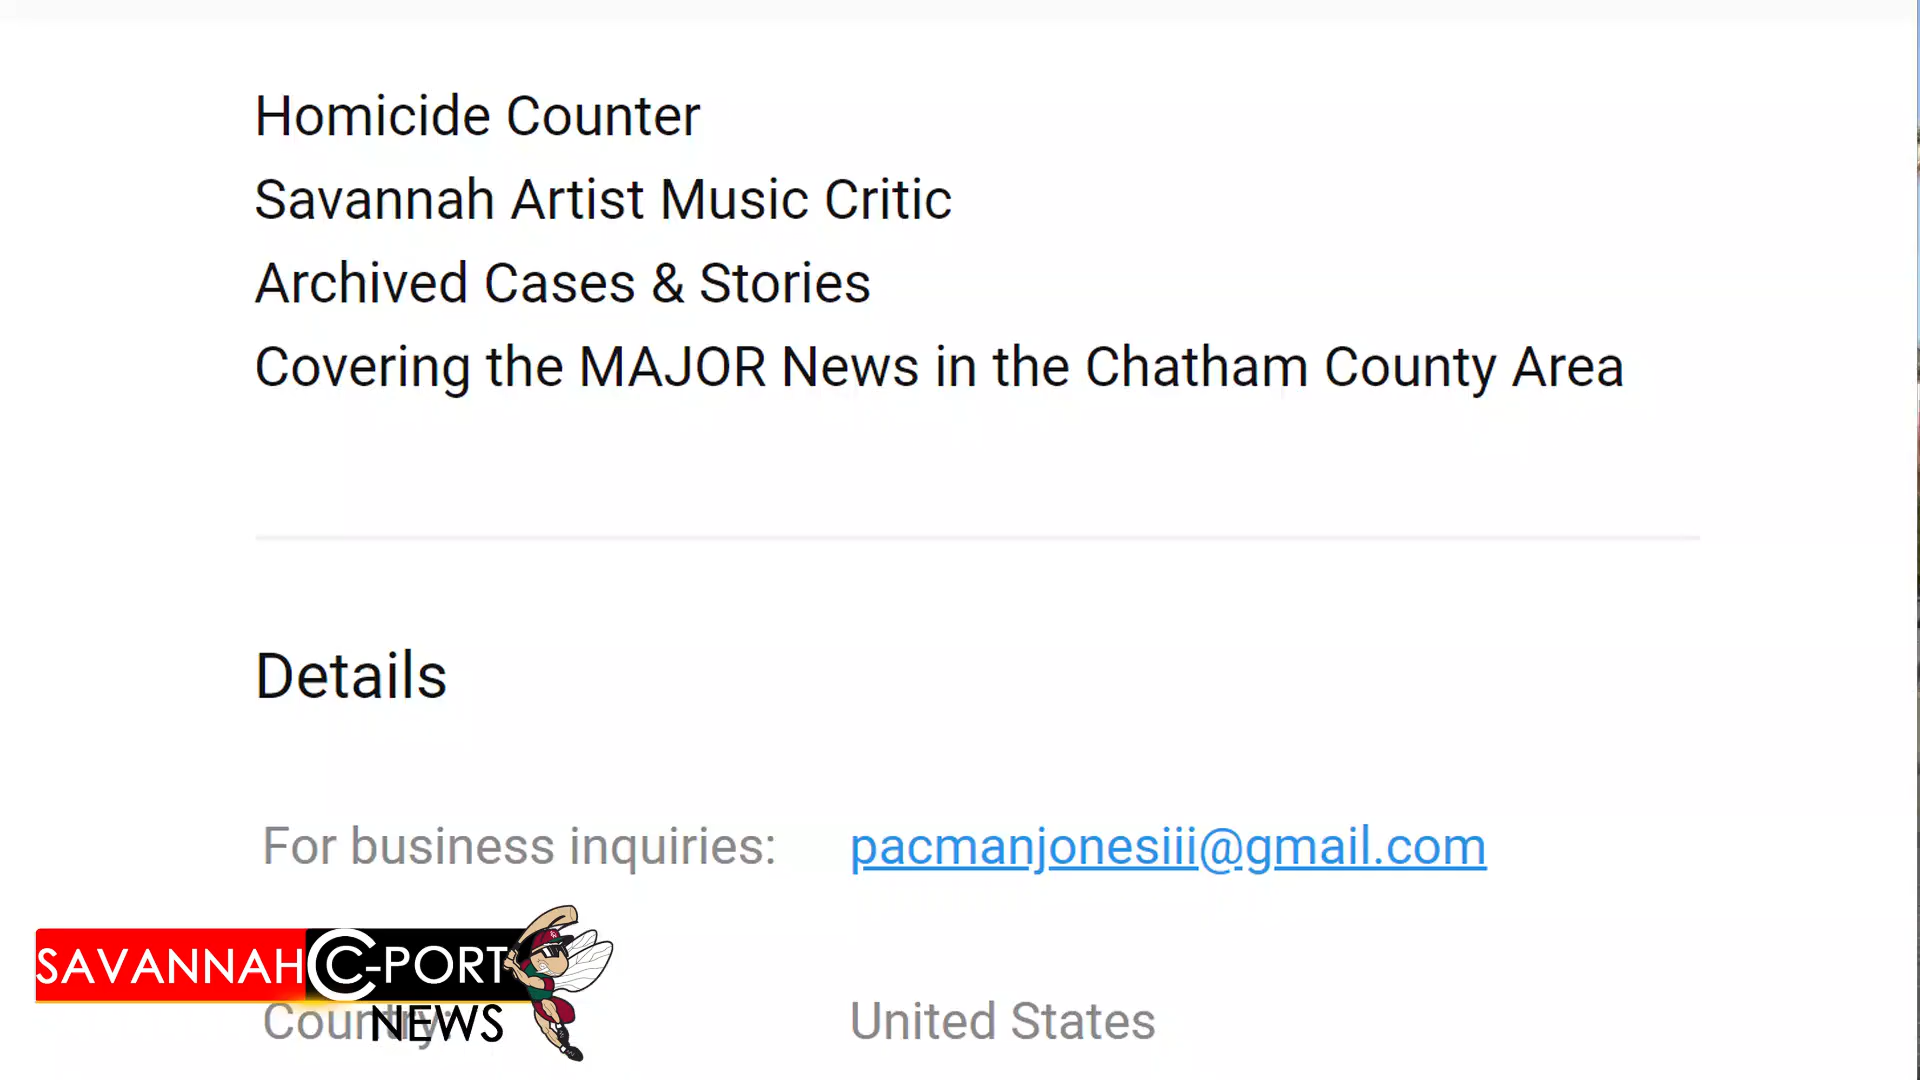 Homicide Counter
Savannah Artist Music Critic
Archived Cases & Stories
Covering the MAJOR News in the Chatham County Area
Details
For business inquiries: pacmanjonesiii@gmail.com
SAVANNAH C-PORT
NEWS
Country: United States